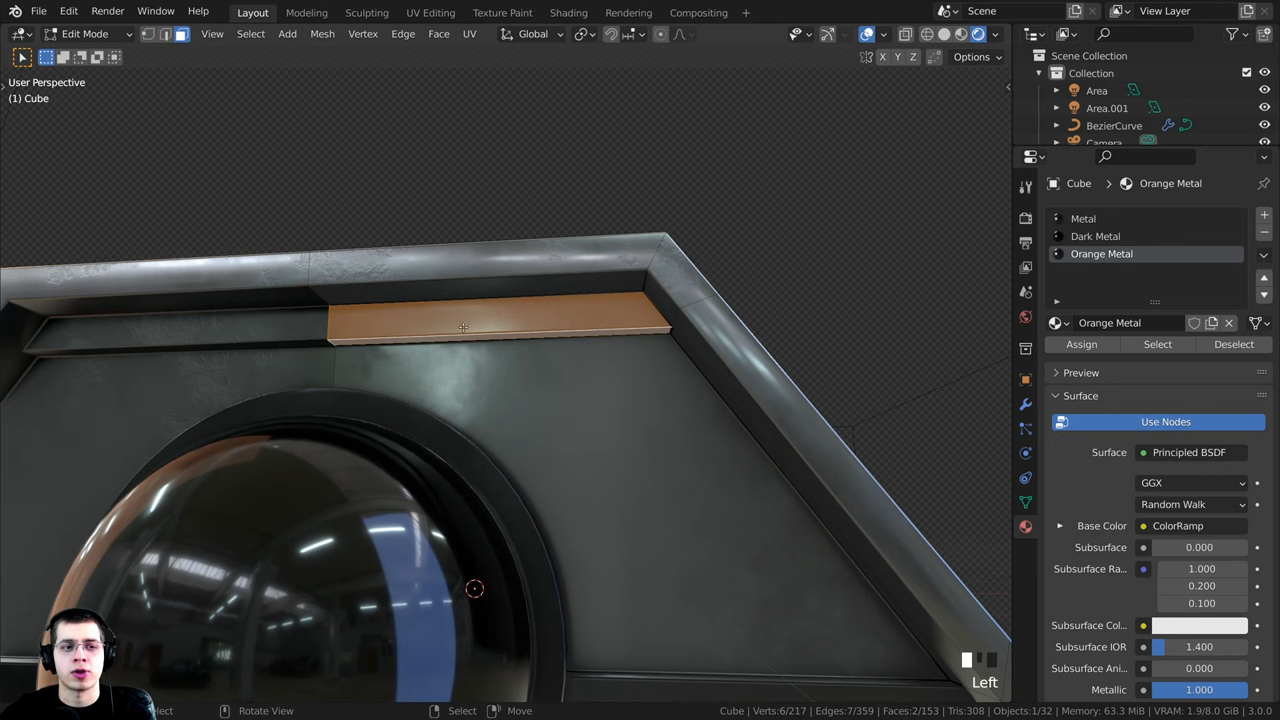 File Edit Render Window Help Layout Modeling Sculpting UV Editing Texture Paint Shading Rendering Compositing + Scene View Layer
Edit Mode View Select Add Mesh Vertex Edge Face UV Global
X Y Z Options
User Perspective
(1) Cube
Scene Collection
Collection
Area
Area.001
BezierCurve
Camera
Cube > Orange Metal
Metal
Dark Metal
Orange Metal
Orange Metal
Assign Select Deselect
Preview
Surface
Use Nodes
Surface Principled BSDF
GGX
Random Walk
Base Color ColorRamp
Subsurface 0.000
Subsurface Ra... 1.000
0.200
0.100
Subsurface Col...
Subsurface IOR 1.400
Subsurface Ani... 0.000
Metallic 1.000
Left
Rotate View Select Move Cube | Verts:6/217 | Edges:7/359 | Faces:2/153 | Tris:308 | Objects:1/32 | Memory: 63.3 MiB | VRAM: 1.9/8.0 GiB | 3.0.0